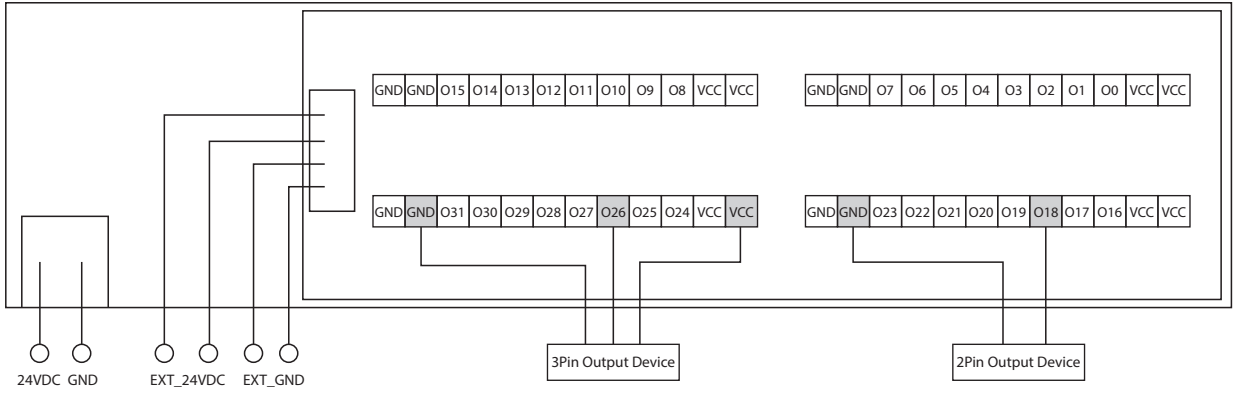 GND GND O15 O14 O13 O12 O11 O10 O9 O8 VCC VCC GND GND O7 O6 O5 O4 O3 O2 O1 O0 VCC VCC
GND GND O31 O30 O29 O28 O27 O26 O25 O24 VCC VCC GND GND O23 O22 O21 O20 O19 O18 O17 O16 VCC VCC
3Pin Output Device 2Pin Output Device
24VDC GND EXT_24VDC EXT_GND